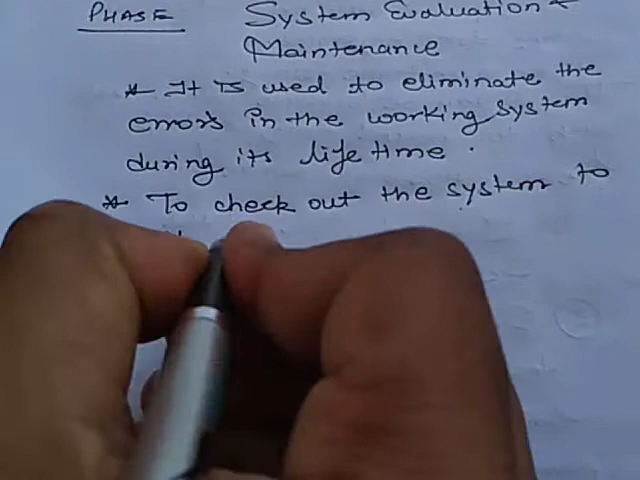 PHASE System Evaluation &
Maintenance
* It is used to eliminate the
errors in the working system
during its life time.
* To check out the system to